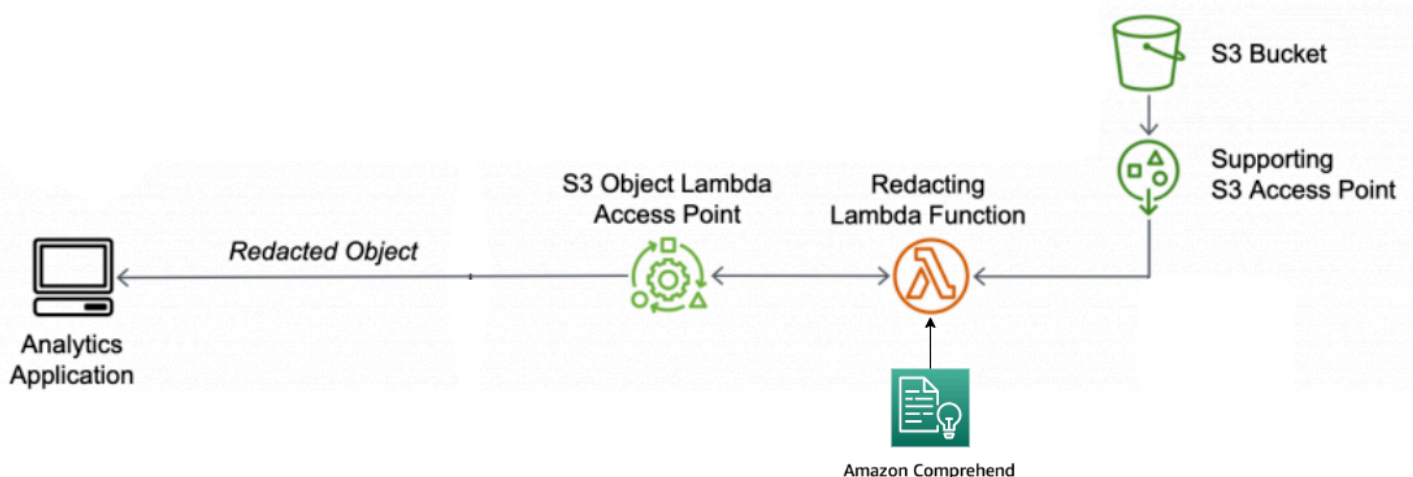 S3 Bucket
Supporting
S3 Access Point
S3 Object Lambda
Access Point
Redacting
Lambda Function
Redacted Object
Analytics
Application
Amazon Comprehend